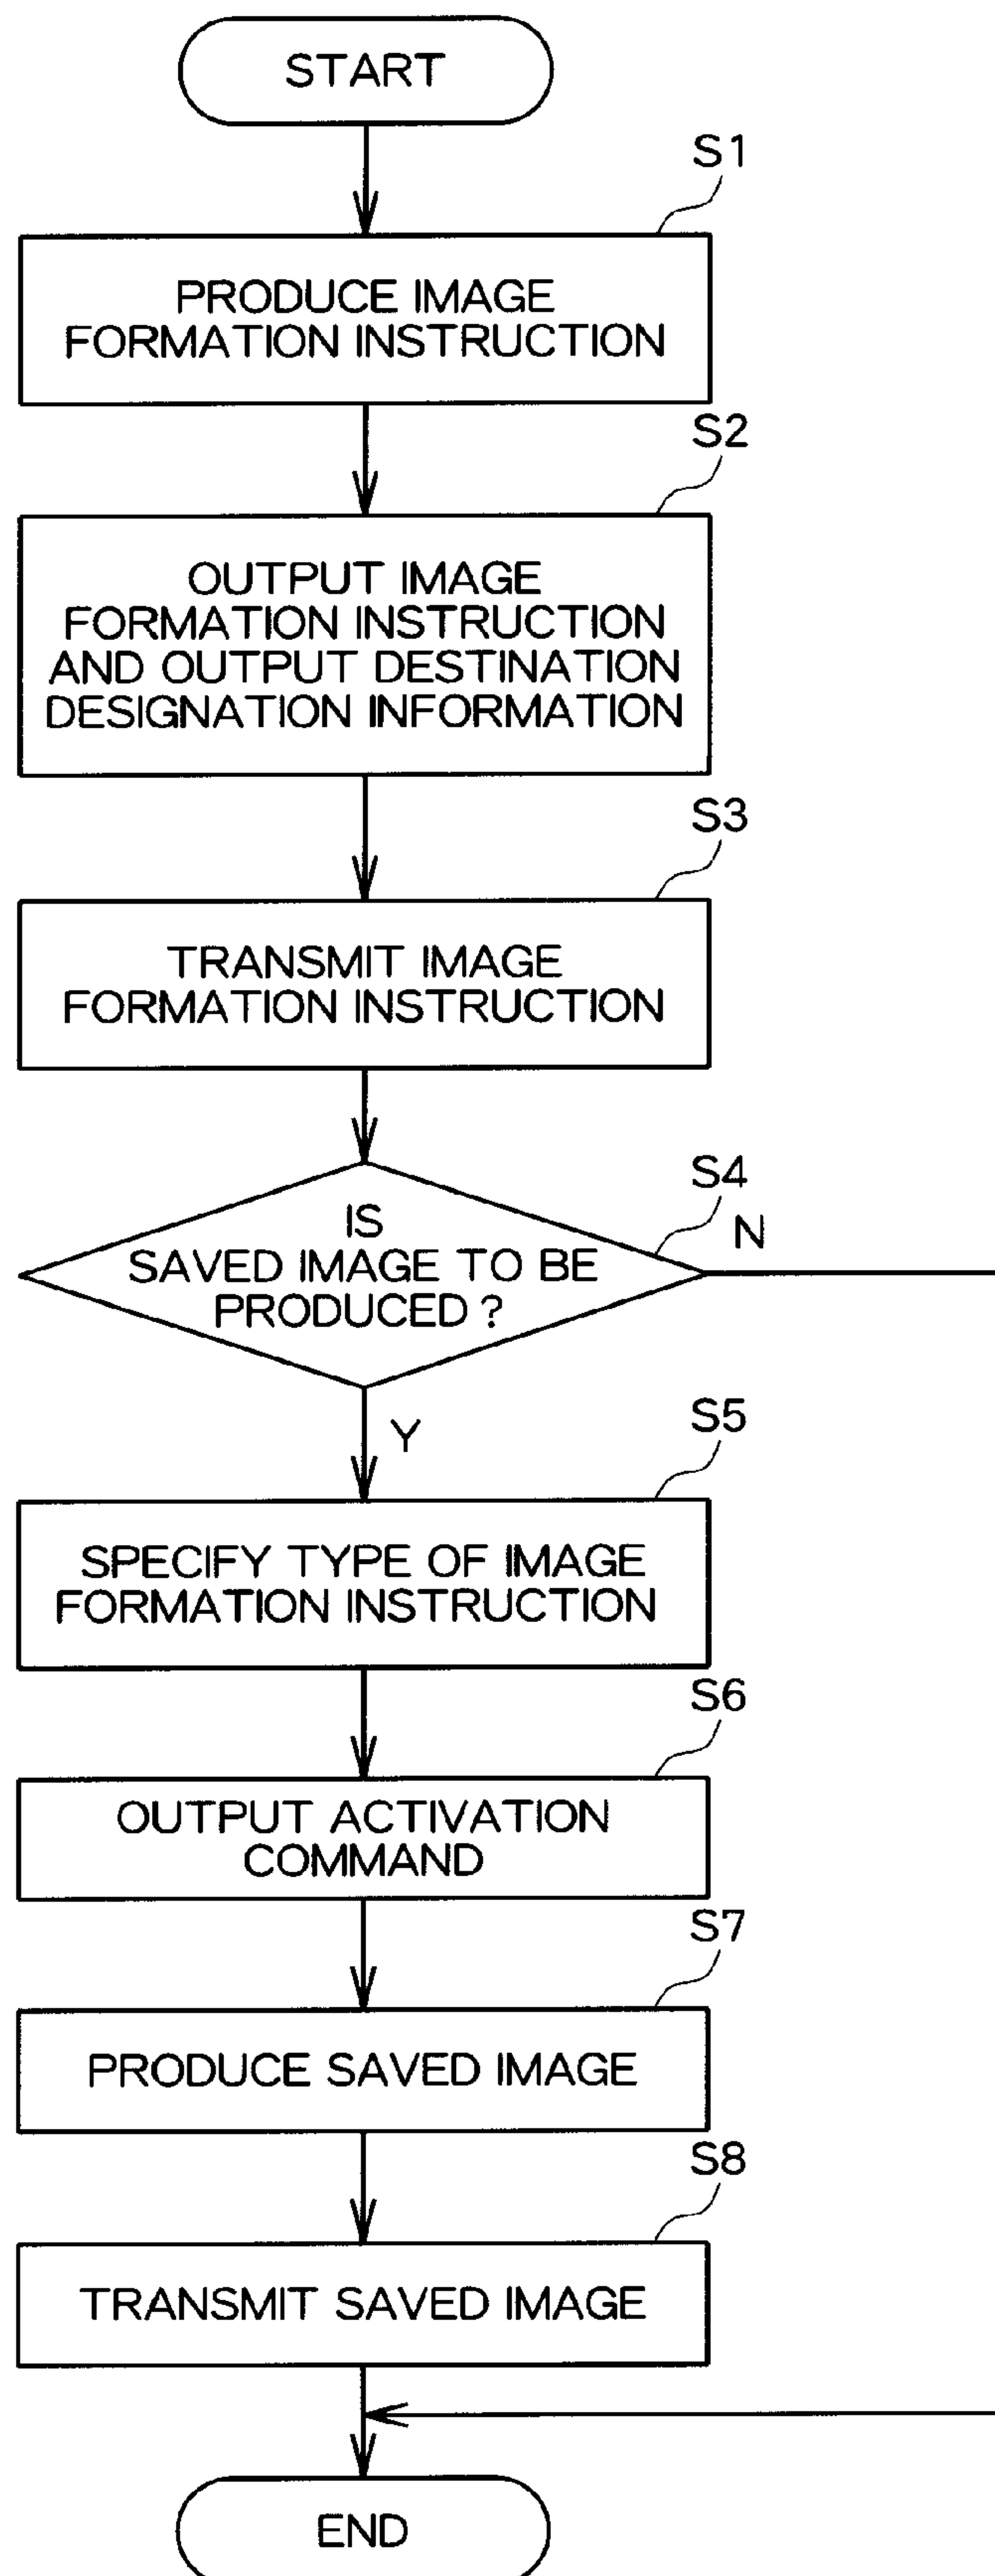 START
S1
PRODUCE IMAGE
FORMATION INSTRUCTION
S2
OUTPUT IMAGE
FORMATION INSTRUCTION
AND OUTPUT DESTINATION
DESIGNATION INFORMATION
S3
TRANSMIT IMAGE
FORMATION INSTRUCTION
S4
N
IS
SAVED IMAGE TO BE
PRODUCED ?
Y
S5
SPECIFY TYPE OF IMAGE
FORMATION INSTRUCTION
S6
OUTPUT ACTIVATION
COMMAND
S7
PRODUCE SAVED IMAGE
S8
TRANSMIT SAVED IMAGE
END